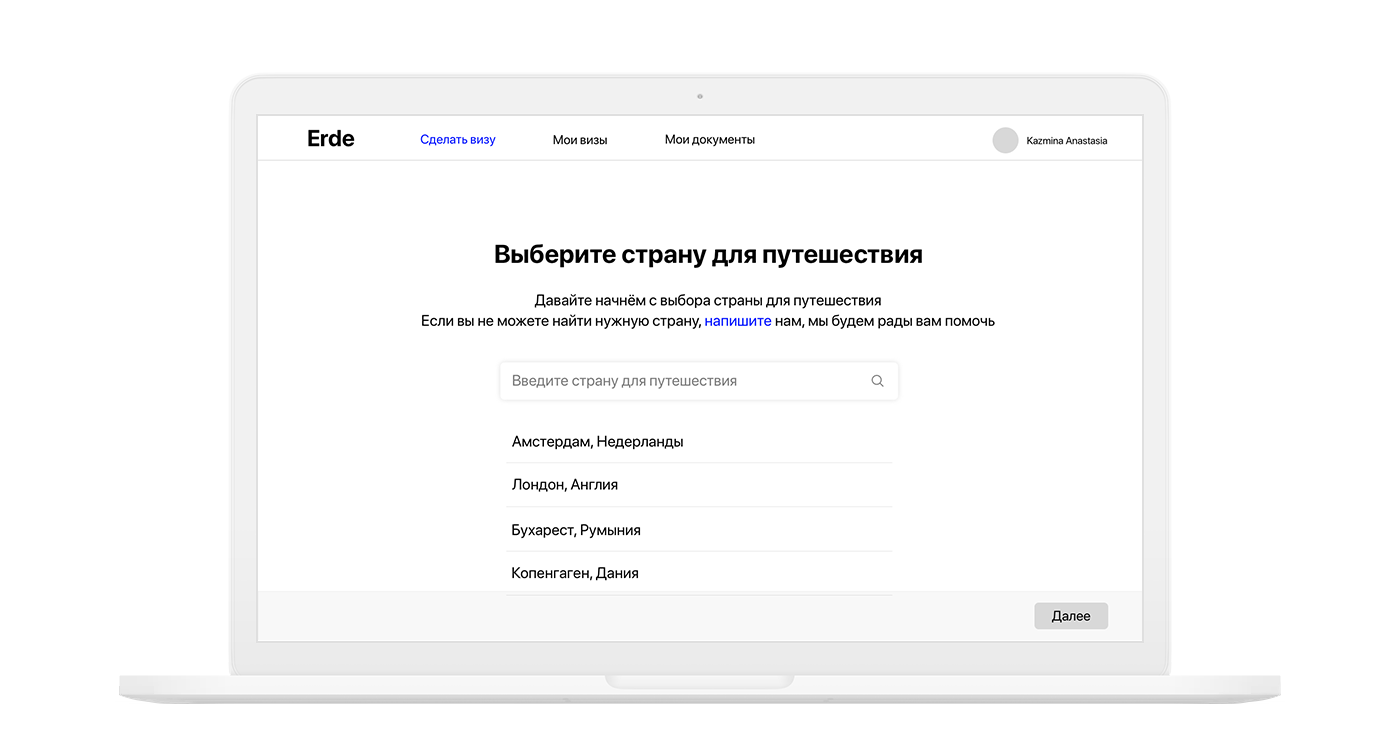 Erde
Сделать визу
Мои визы
Мои документы
Kazmina Anastasia
Выберите страну для путешествия
Давайте начнём с выбора страны для путешествия
Если вы не можете найти нужную страну, напишите нам, мы будем рады вам помочь
Введите страну для путешествия
Амстердам, Недерланды
Лондон, Англия
Бухарест, Румыния
Копенгаген, Дания
Далее